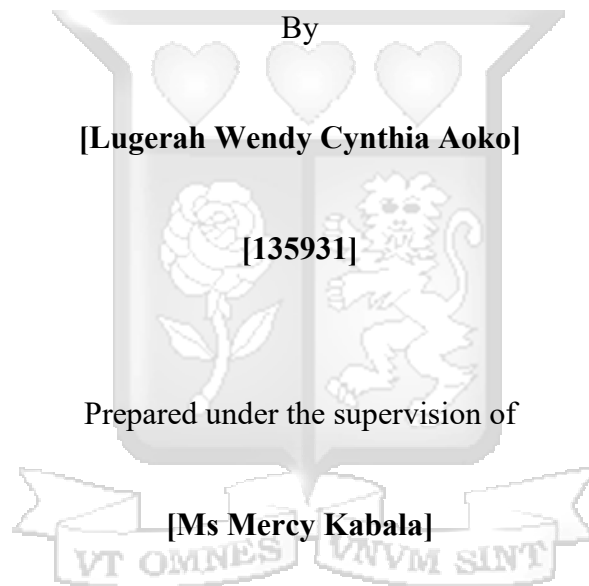 By
[Lugerah Wendy Cynthia Aoko]
[135931]
Prepared under the supervision of
[Ms Mercy Kabala]
VT OMNES VNVM SINT